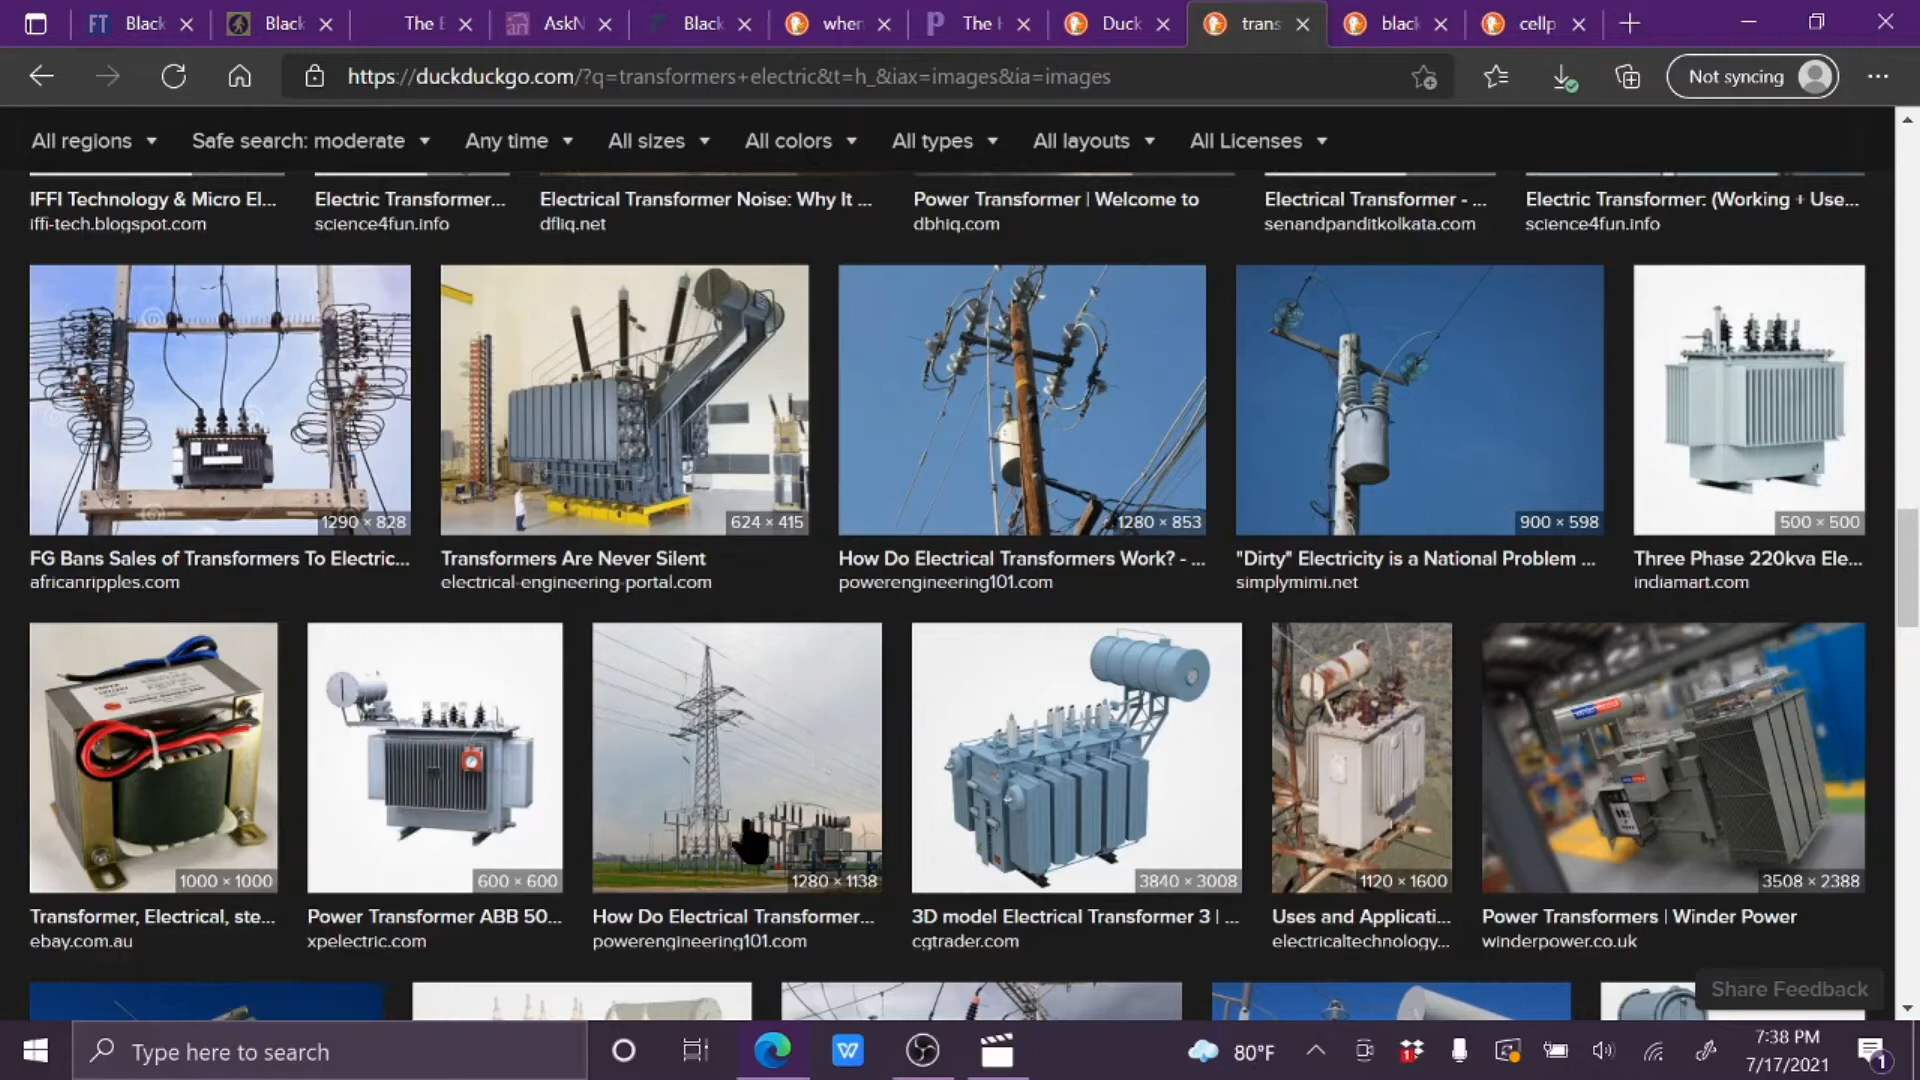 Black
Black
The E
AskN
Black
when
The H
Duck
trans
black
cellp
https://duckduckgo.com/?q=transformers+electric&t=h_&iax=images&ia=images
Not syncing
All regions
Safe search: moderate
Any time
All sizes
All colors
All types
All layouts
All Licenses
IFFI Technology & Micro El...
Electric Transformer...
Electrical Transformer Noise: Why It ...
Power Transformer | Welcome to
Electrical Transformer - ...
Electric Transformer: (Working + Use...
iffi-tech.blogspot.com
science4fun.info
dfliq.net
dbhiq.com
senandpanditkolkata.com
science4fun.info
1290 × 828
624 × 415
1280 × 853
900 × 598
500 × 500
FG Bans Sales of Transformers To Electric...
Transformers Are Never Silent
How Do Electrical Transformers Work? - ...
"Dirty" Electricity is a National Problem ...
Three Phase 220kva Ele...
africanripples.com
electrical-engineering-portal.com
powerengineering101.com
simplymimi.net
indiamart.com
1000 × 1000
600 × 600
1280 × 1138
3840 × 3008
1120 × 1600
3508 × 2388
Transformer, Electrical, ste...
Power Transformer ABB 50...
How Do Electrical Transformer...
3D model Electrical Transformer 3 | ...
Uses and Applicati...
Power Transformers | Winder Power
ebay.com.au
xpelectric.com
powerengineering101.com
cgtrader.com
electricaltechnology...
winderpower.co.uk
Share Feedback
Type here to search
80°F
7:38 PM
7/17/2021